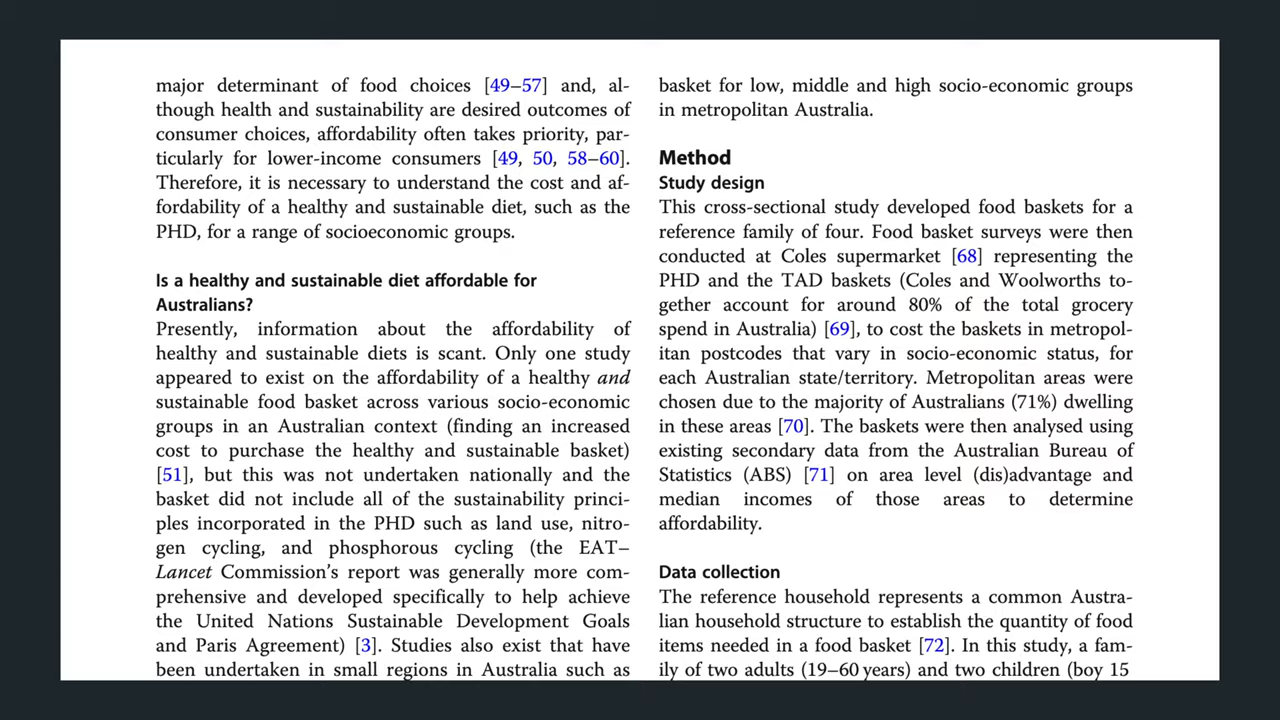 major determinant of food choices [49–57] and, al-
though health and sustainability are desired outcomes of
consumer choices, affordability often takes priority, par-
ticularly for lower-income consumers [49, 50, 58–60].
Therefore, it is necessary to understand the cost and af-
fordability of a healthy and sustainable diet, such as the
PHD, for a range of socioeconomic groups.
Is a healthy and sustainable diet affordable for
Australians?
Presently, information about the affordability of
healthy and sustainable diets is scant. Only one study
appeared to exist on the affordability of a healthy and
sustainable food basket across various socio-economic
groups in an Australian context (finding an increased
cost to purchase the healthy and sustainable basket)
[51], but this was not undertaken nationally and the
basket did not include all of the sustainability princi-
ples incorporated in the PHD such as land use, nitro-
gen cycling, and phosphorous cycling (the EAT–
Lancet Commission's report was generally more com-
prehensive and developed specifically to help achieve
the United Nations Sustainable Development Goals
and Paris Agreement) [3]. Studies also exist that have
been undertaken in small regions in Australia such as
basket for low, middle and high socio-economic groups
in metropolitan Australia.
Method
Study design
This cross-sectional study developed food baskets for a
reference family of four. Food basket surveys were then
conducted at Coles supermarket [68] representing the
PHD and the TAD baskets (Coles and Woolworths to-
gether account for around 80% of the total grocery
spend in Australia) [69], to cost the baskets in metropol-
itan postcodes that vary in socio-economic status, for
each Australian state/territory. Metropolitan areas were
chosen due to the majority of Australians (71%) dwelling
in these areas [70]. The baskets were then analysed using
existing secondary data from the Australian Bureau of
Statistics (ABS) [71] on area level (dis)advantage and
median incomes of those areas to determine
affordability.
Data collection
The reference household represents a common Austra-
lian household structure to establish the quantity of food
items needed in a food basket [72]. In this study, a fam-
ily of two adults (19–60 years) and two children (boy 15